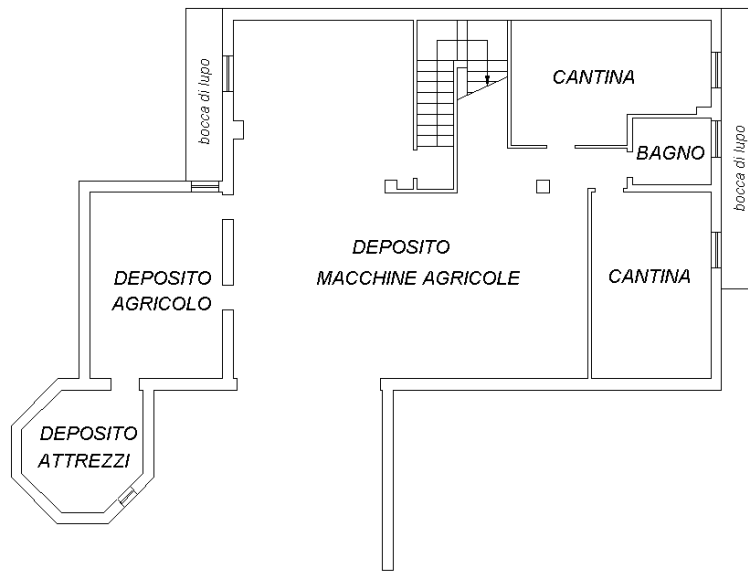 bocca di lupo
CANTINA
BAGNO
bocca di lupo
DEPOSITO
MACCHINE AGRICOLE
DEPOSITO
AGRICOLO
CANTINA
DEPOSITO
ATTREZZI